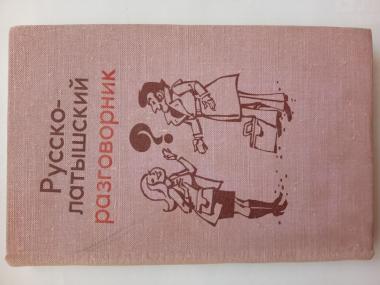 Русско-
латышский
разговорник
?